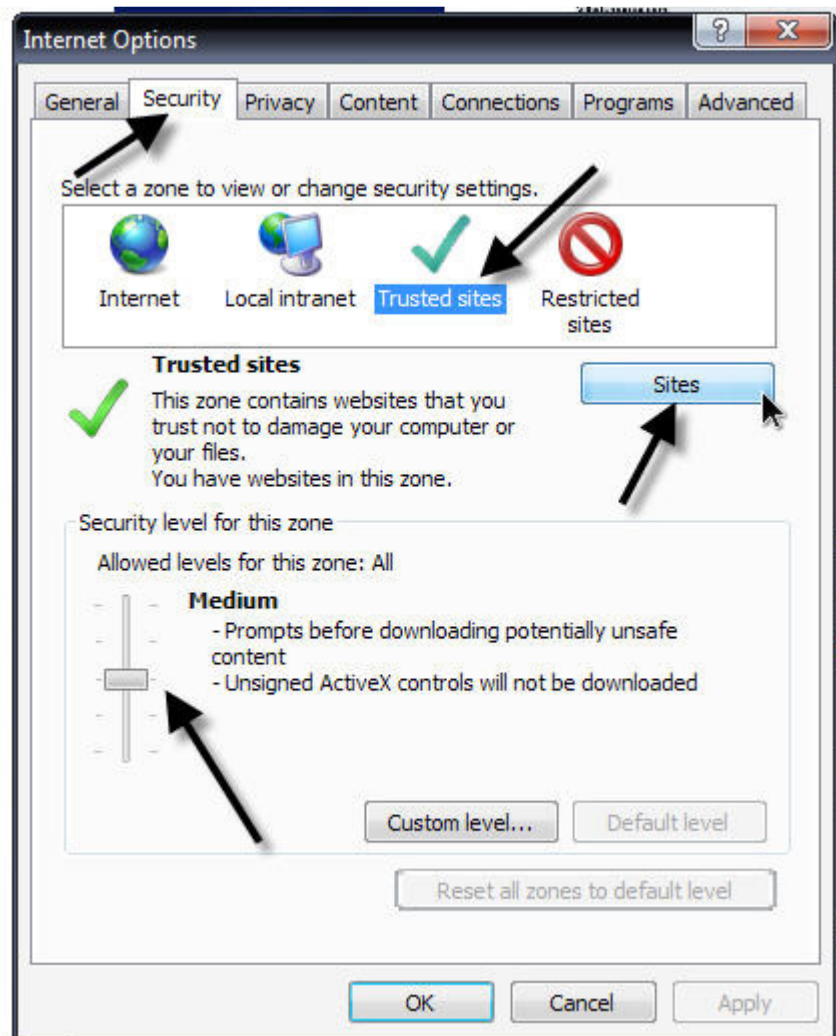 Internet Options
General Security Privacy Content Connections Programs Advanced
Select a zone to view or change security settings.
Internet Local intranet Trusted sites Restricted
sites
Trusted sites
Sites
This zone contains websites that you
trust not to damage your computer or
your files.
You have websites in this zone.
Security level for this zone
Allowed levels for this zone: All
Medium
- Prompts before downloading potentially unsafe
content
- Unsigned ActiveX controls will not be downloaded
Custom level... Default level
Reset all zones to default level
OK Cancel Apply